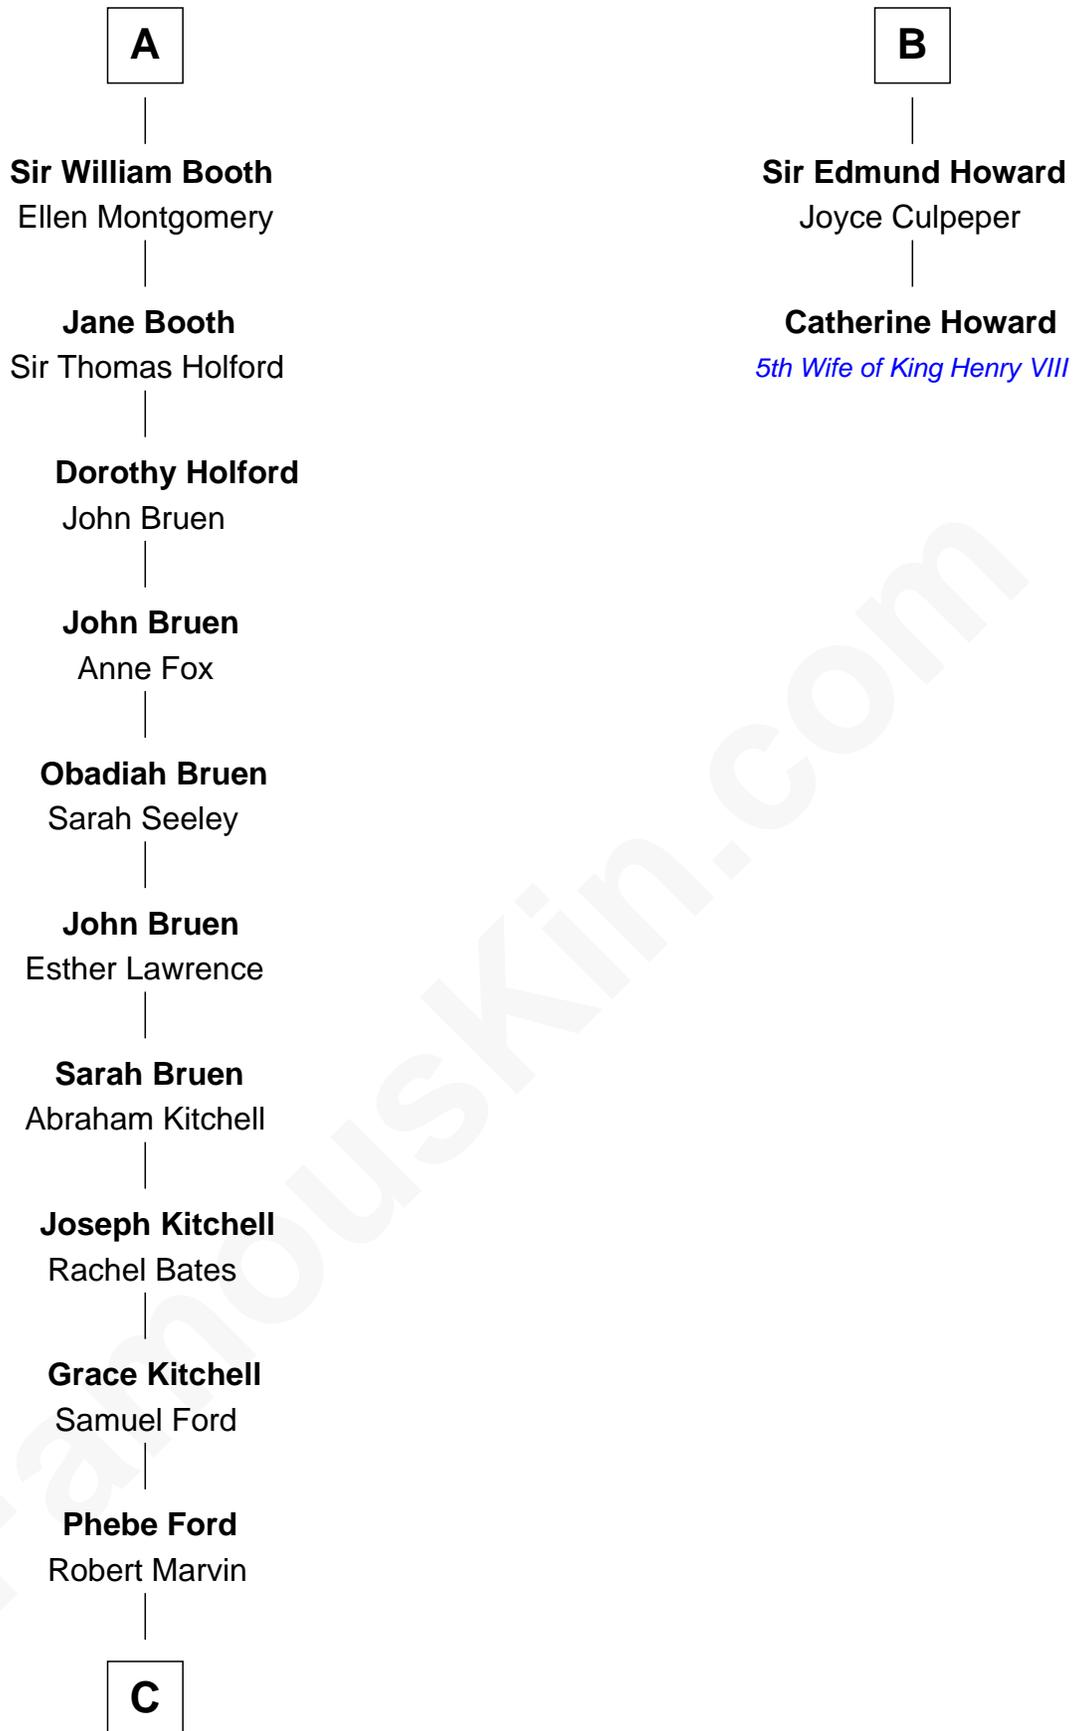 A
Sir William Booth
Ellen Montgomery
Jane Booth
Sir Thomas Holford
Dorothy Holford
John Bruen
John Bruen
Anne Fox
Obadiah Bruen
Sarah Seeley
John Bruen
Esther Lawrence
Sarah Bruen
Abraham Kitchell
Joseph Kitchell
Rachel Bates
Grace Kitchell
Samuel Ford
Phebe Ford
Robert Marvin
C
B
Sir Edmund Howard
Joyce Culpeper
Catherine Howard
5th Wife of King Henry VIII
FamousKin.com